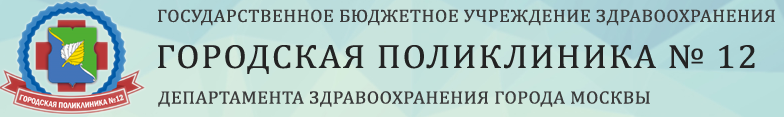 ГОСУДАРСТВЕННОЕ БЮДЖЕТНОЕ УЧРЕЖДЕНИЕ ЗДРАВООХРАНЕНИЯ
ГОРОДСКАЯ ПОЛИКЛИНИКА № 12
ДЕПАРТАМЕНТА ЗДРАВООХРАНЕНИЯ ГОРОДА МОСКВЫ
ГОРОДСКАЯ ПОЛИКЛИНИКА №12